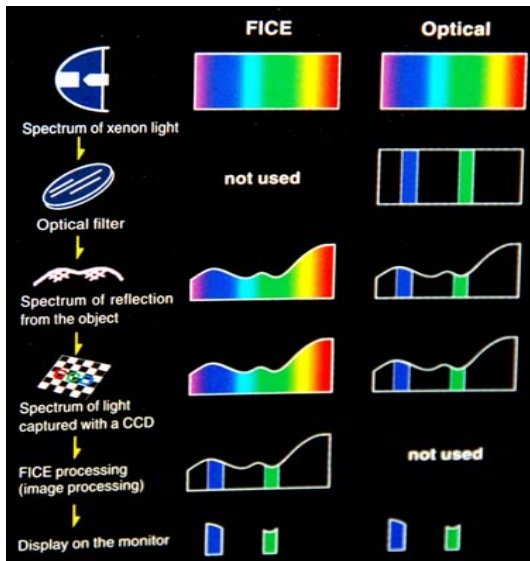 FICE Optical
Spectrum of xenon light
not used
Optical filter
Spectrum of reflection
from the object
Spectrum of light
captured with a CCD
FICE processing
(image processing)
not used
Display on the monitor